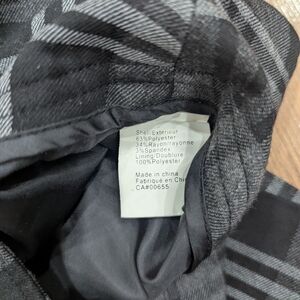 Shell Extérieur
63%Polyester
34%Rayon/rayonne
3%Spandex
Lining/Doublure
100%Polyester
Made in china
Fabriqué en Chi
CA#00655